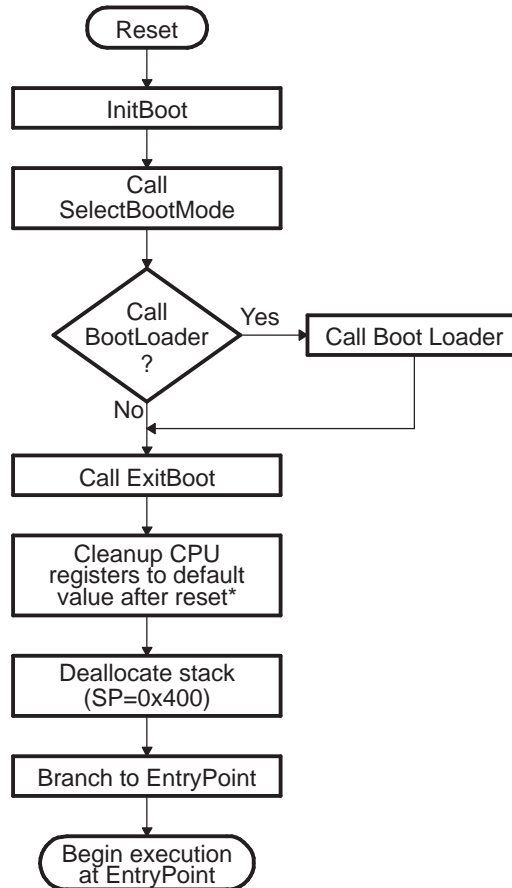 Reset
InitBoot
Call
SelectBootMode
Call
BootLoader
?
Yes
Call Boot Loader
No
Call ExitBoot
Cleanup CPU
registers to default
value after reset*
Deallocate stack
(SP=0x400)
Branch to EntryPoint
Begin execution
at EntryPoint